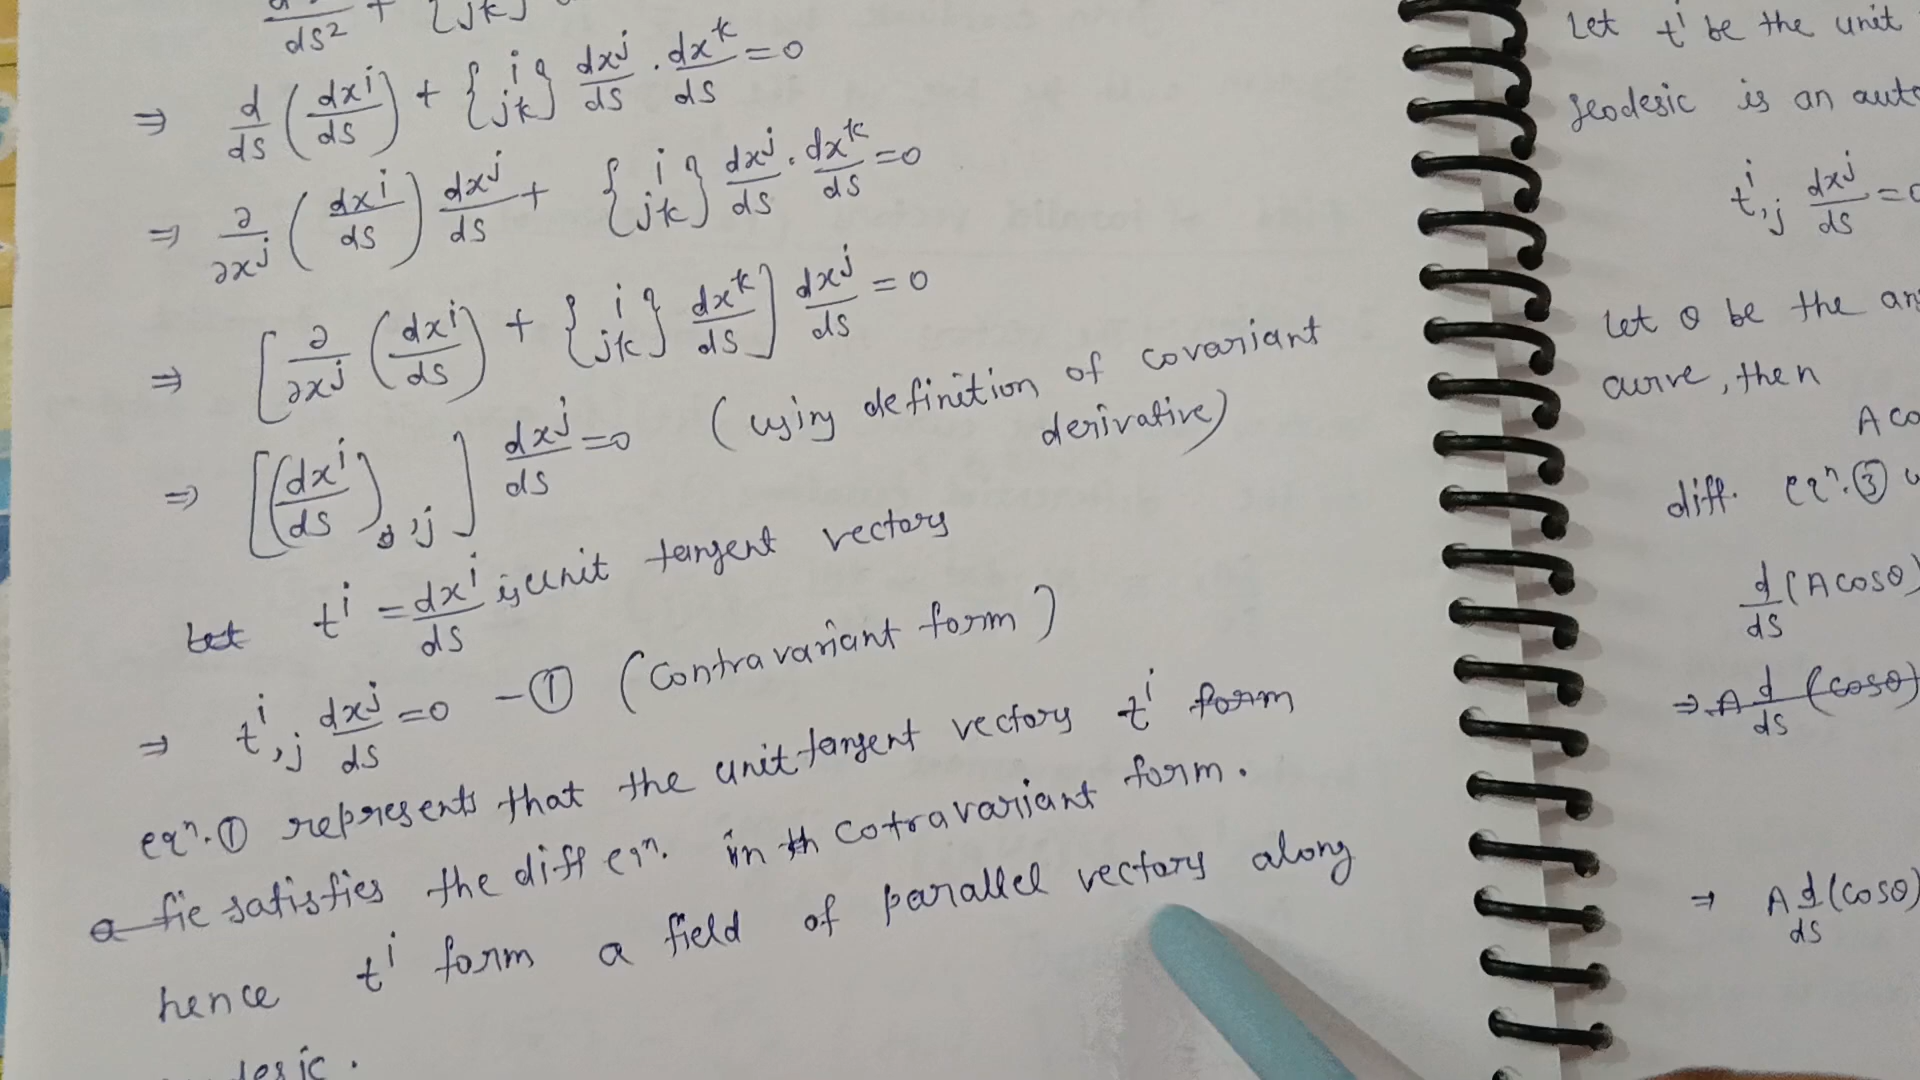 ds²
⇒ d/ds (dxⁱ/ds) + {i jk} dxʲ/ds · dxᵏ/ds = 0
⇒ ∂/∂xʲ (dxⁱ/ds) dxʲ/ds + {i jk} dxʲ/ds · dxᵏ/ds = 0
⇒ [∂/∂xʲ (dxⁱ/ds) + {i jk} dxᵏ/ds] dxʲ/ds = 0
⇒ [(dxⁱ/ds),j] dxʲ/ds = 0 (using definition of covariant
derivative)
let tⁱ = dxⁱ/ds is unit tangent vectors
⇒ tⁱ,j dxʲ/ds = 0 - ① (Contravariant form)
eqⁿ. ① represents that the unit tangent vectors tⁱ form
a fie satisfies the diff eqⁿ. in th cotravariant form.
hence tⁱ form a field of parallel vectors along
Let tⁱ be the unit
geodesic is an auto
tⁱ,j dxʲ/ds = 0
Let θ be the an
curve, then
A co
diff. eqⁿ. ③ w
d/ds (A cosθ)
⇒ A d/ds (cosθ)
⇒ A d/ds (cosθ)